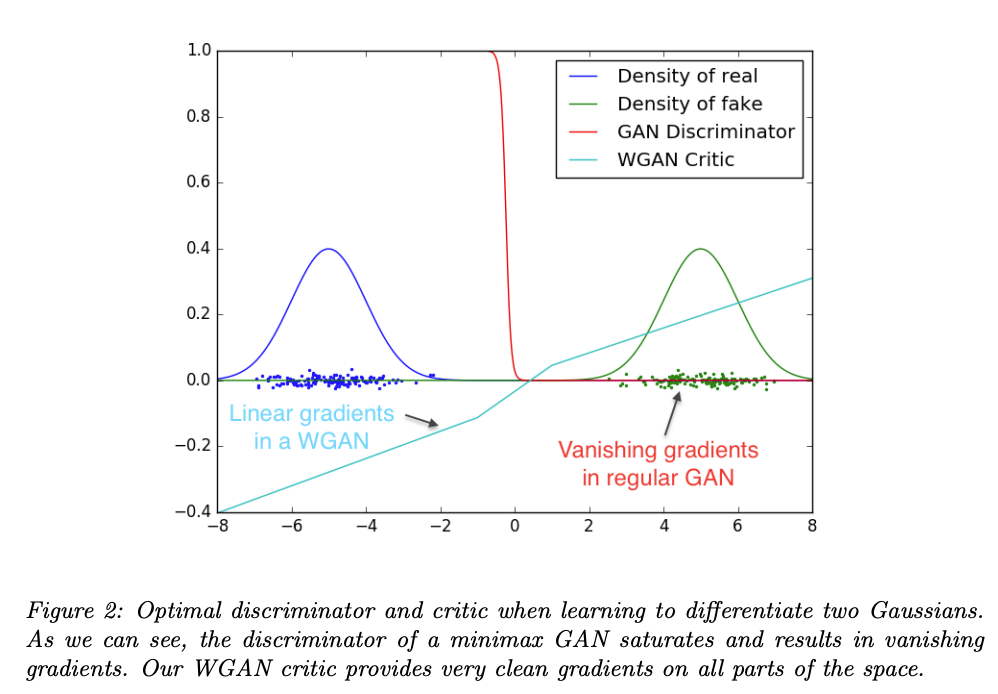 1.0
0.8
0.6
0.4
0.2
0.0
−0.2
−0.4
−8
−6
−4
−2
0
2
4
6
8
Density of real
Density of fake
GAN Discriminator
WGAN Critic
Linear gradients
in a WGAN
Vanishing gradients
in regular GAN
Figure 2: Optimal discriminator and critic when learning to differentiate two Gaussians.
As we can see, the discriminator of a minimax GAN saturates and results in vanishing
gradients. Our WGAN critic provides very clean gradients on all parts of the space.